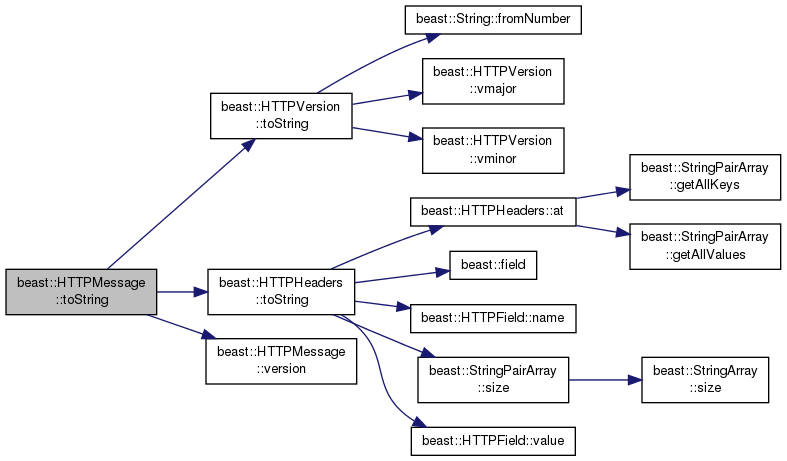 beast::String::fromNumber
beast::HTTPVersion
::vmajor
beast::HTTPVersion
::toString
beast::HTTPVersion
::vminor
beast::StringPairArray
::getAllKeys
beast::HTTPHeaders::at
beast::StringPairArray
::getAllValues
beast::field
beast::HTTPMessage
::toString
beast::HTTPHeaders
::toString
beast::HTTPField::name
beast::HTTPMessage
::version
beast::StringPairArray
::size
beast::StringArray
::size
beast::HTTPField::value